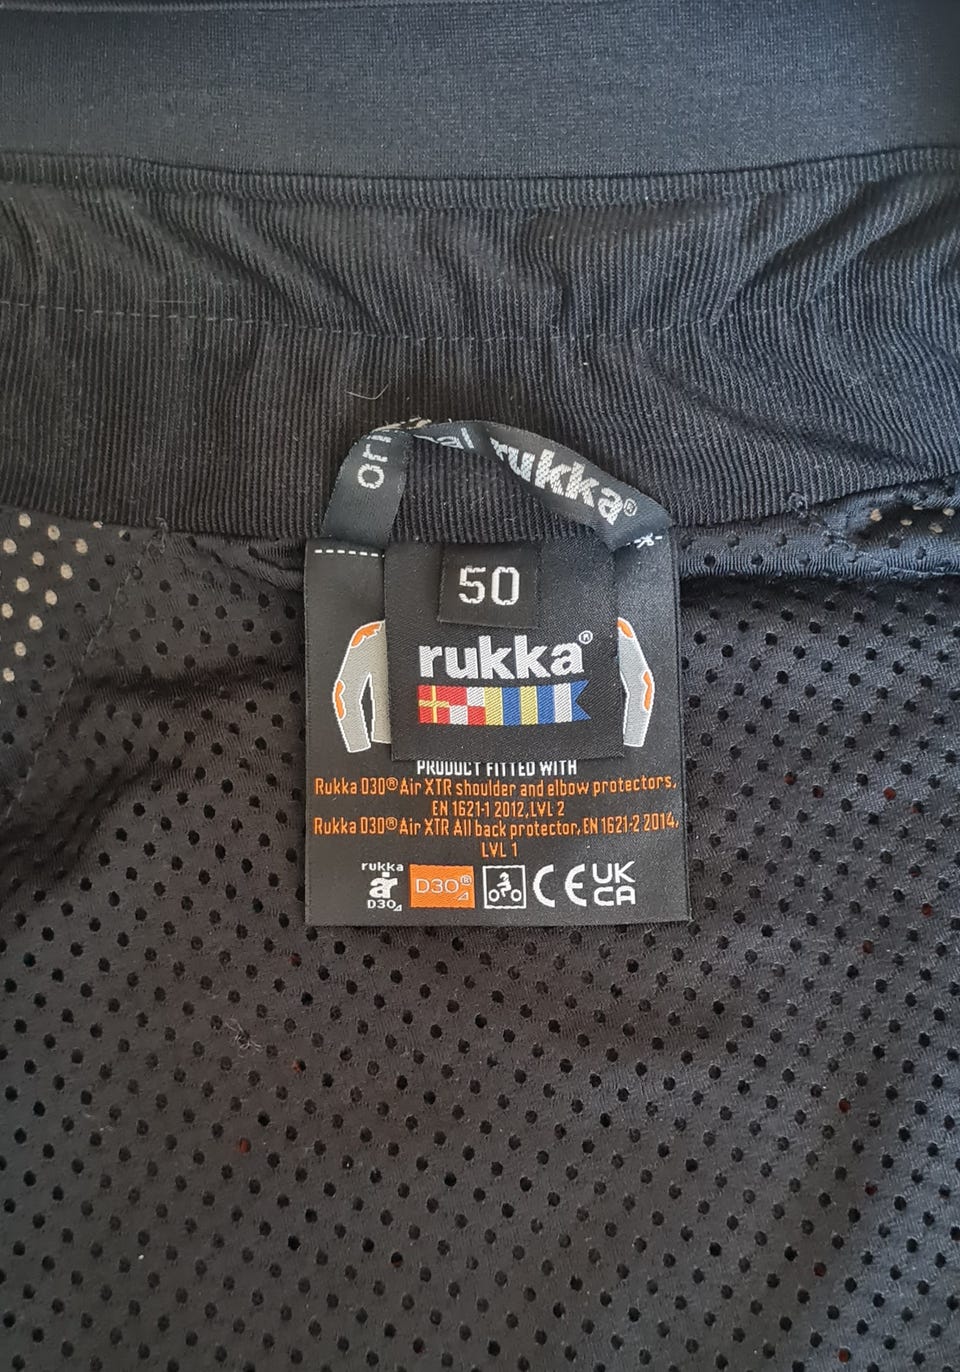 original rukka®
50
rukka®
PRODUCT FITTED WITH
Rukka D3O® Air XTR shoulder and elbow protectors,
EN 1621-1 2012, LVL 2
Rukka D3O® Air XTR All back protector, EN 1621-2 2014,
LVL 1
rukka
air
D3O
D3O®
CE
UK
CA